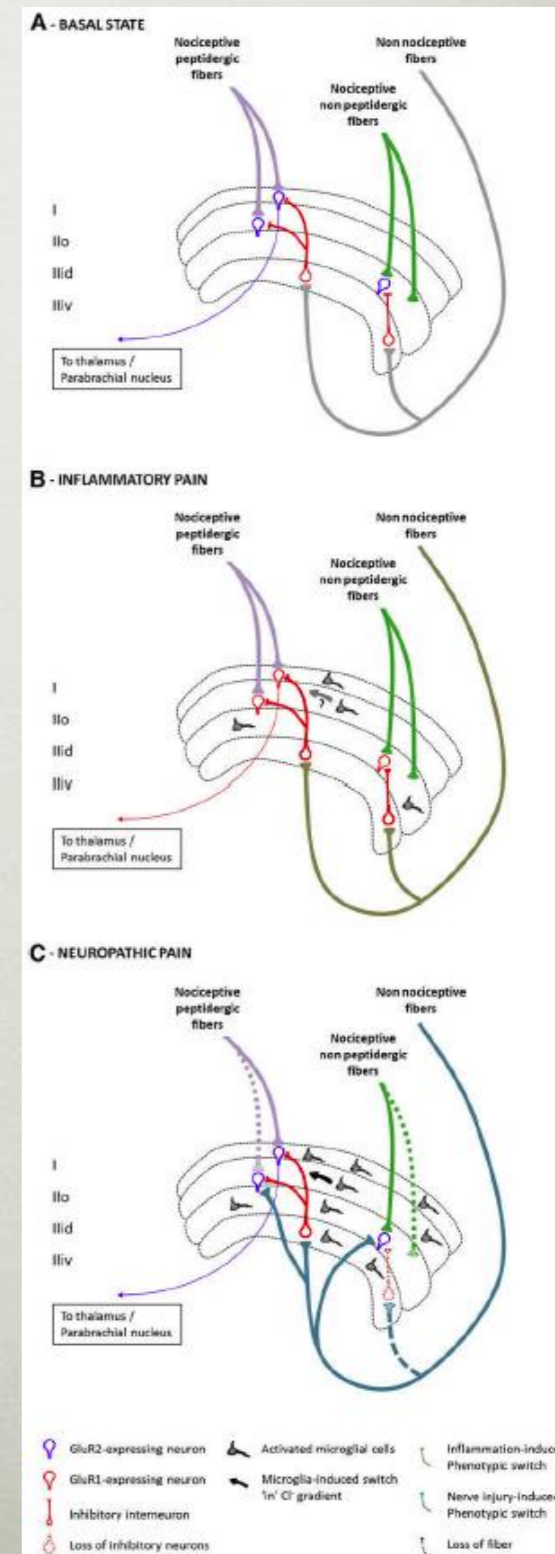 A - BASAL STATE
Nociceptive
peptidergic
fibers
Non nociceptive
fibers
Nociceptive
non peptidergic
fibers
I
IIo
IIid
IIiv
To thalamus /
Parabrachial nucleus
B - INFLAMMATORY PAIN
Nociceptive
peptidergic
fibers
Non nociceptive
fibers
Nociceptive
non peptidergic
fibers
I
IIo
IIid
IIiv
?
To thalamus /
Parabrachial nucleus
C - NEUROPATHIC PAIN
Nociceptive
peptidergic
fibers
Non nociceptive
fibers
Nociceptive
non peptidergic
fibers
I
IIo
IIid
IIiv
To thalamus /
Parabrachial nucleus
GluR2-expressing neuron
GluR1-expressing neuron
Inhibitory interneuron
Loss of inhibitory neurons
Activated microglial cells
Microglia-induced switch
'in' Cl- gradient
Inflammation-induce
Phenotypic switch
Nerve injury-induced
Phenotypic switch
Loss of fiber